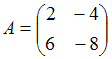 A = ( 2 − 4
6 − 8 )